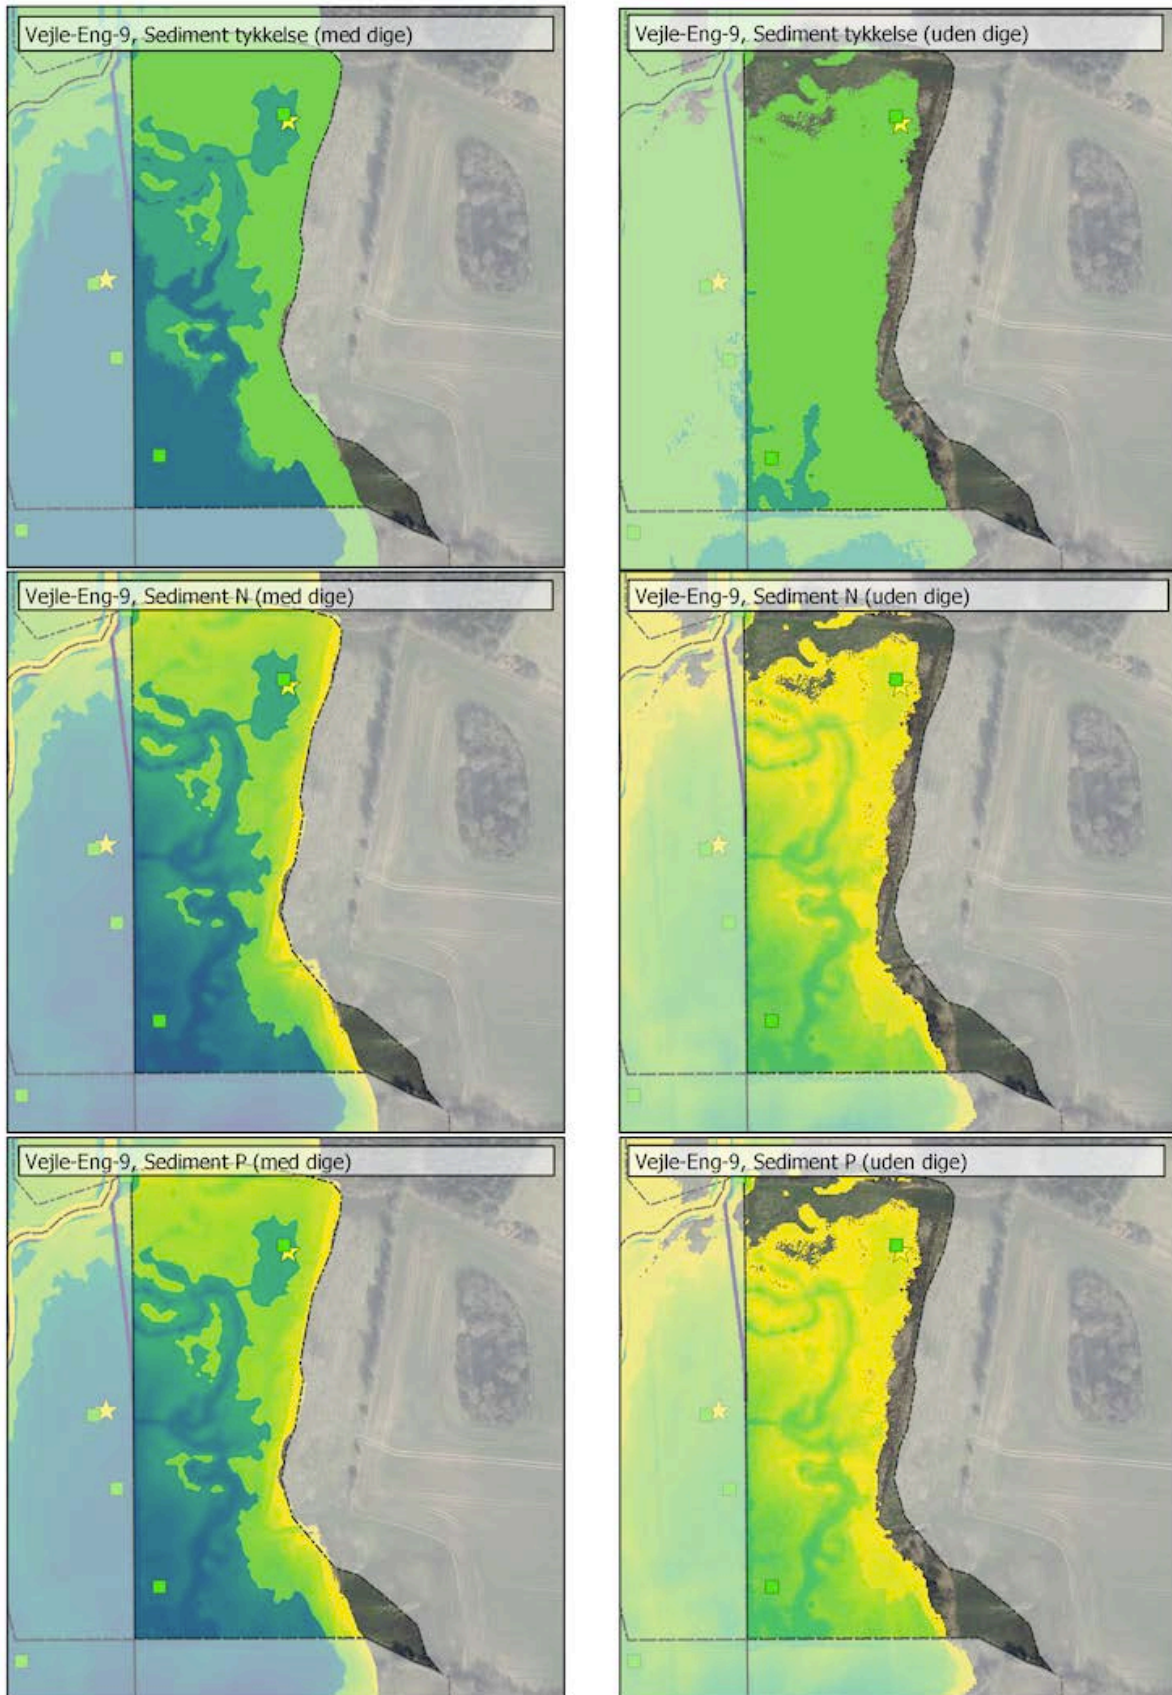 Vejle-Eng-9, Sediment tykkelse (med dige)
Vejle-Eng-9, Sediment tykkelse (uden dige)
Vejle-Eng-9, Sediment N (med dige)
Vejle-Eng-9, Sediment N (uden dige)
Vejle-Eng-9, Sediment P (med dige)
Vejle-Eng-9, Sediment P (uden dige)